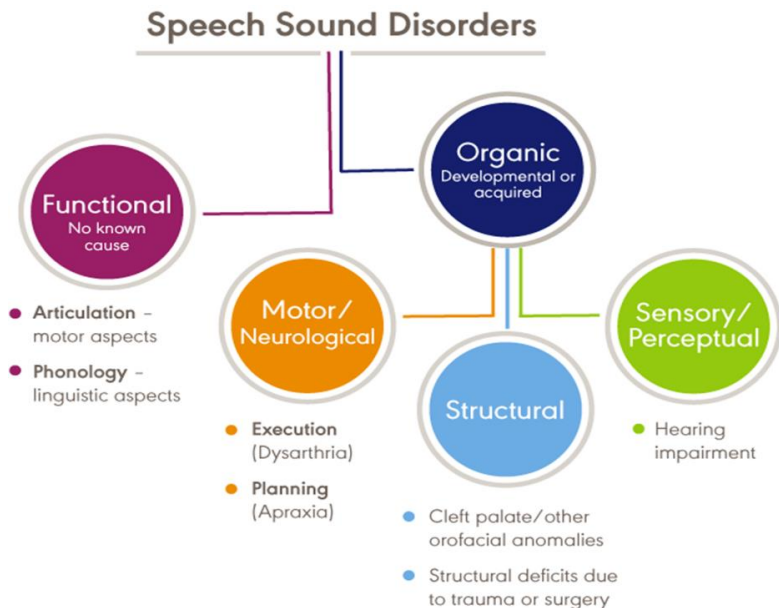 Speech Sound Disorders
Functional
No known
cause
Articulation –
motor aspects
Phonology –
linguistic aspects
Organic
Developmental or
acquired
Motor/
Neurological
Execution
(Dysarthria)
Planning
(Apraxia)
Structural
Cleft palate/other
orofacial anomalies
Structural deficits due
to trauma or surgery
Sensory/
Perceptual
Hearing
impairment